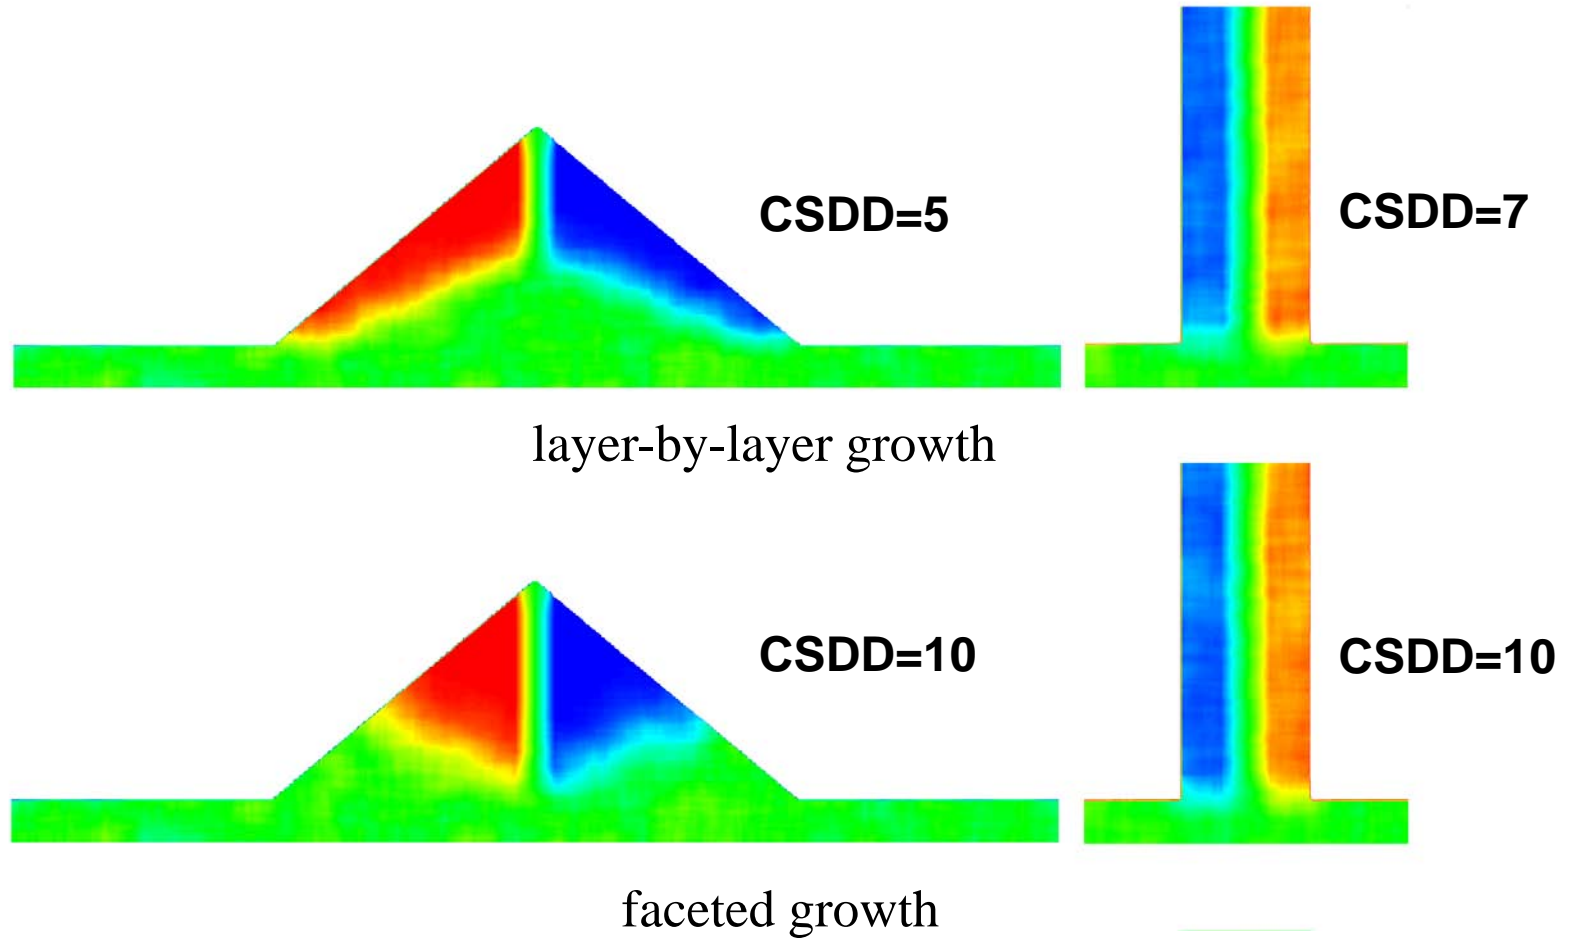 CSDD=5
CSDD=7
layer-by-layer growth
CSDD=10
CSDD=10
faceted growth